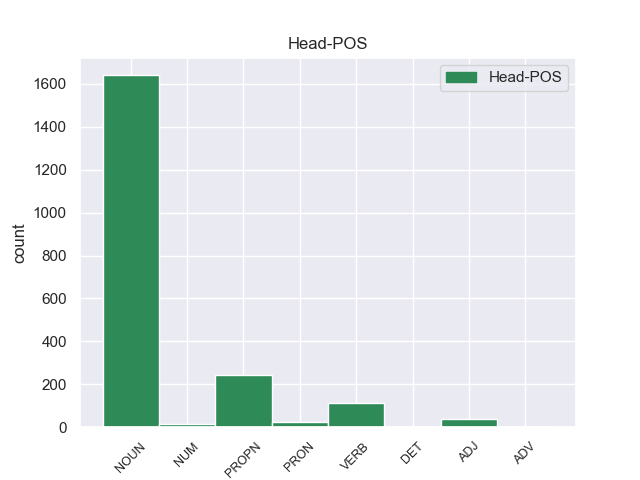 Head-POS
Head-POS
1600
1400
1200
1000
800
600
400
200
0
count
NOUN
NUM
PROPN
PRON
VERB
DET
ADJ
ADV